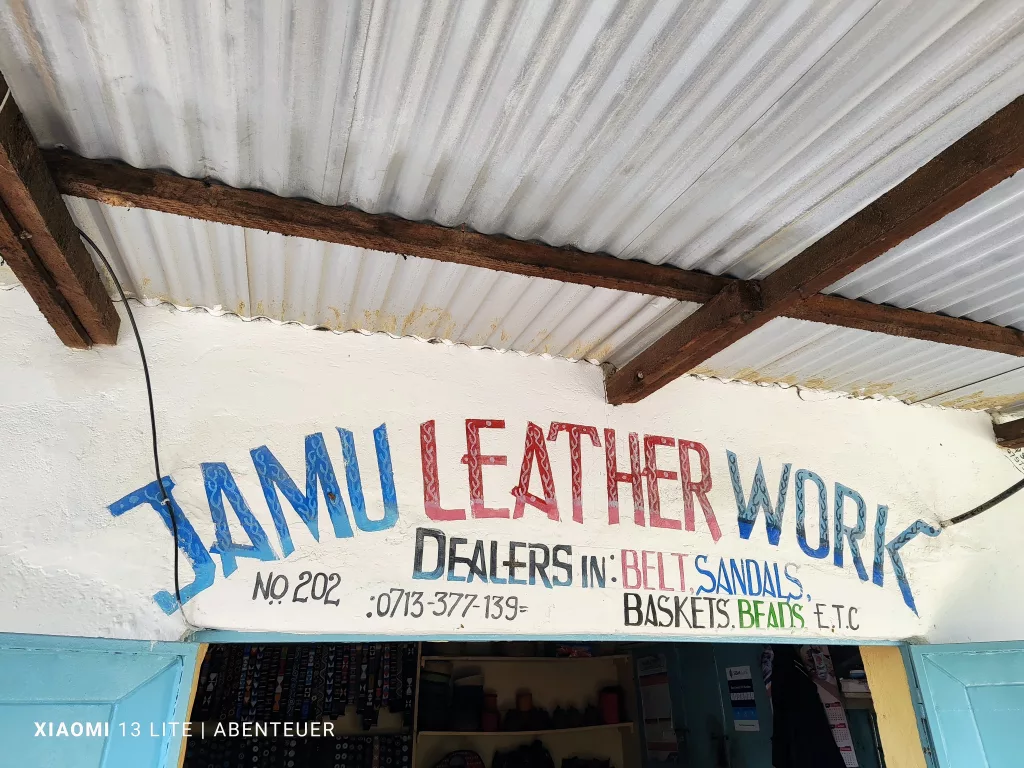 JAMU LEATHER WORK
DEALERS IN: BELT, SANDALS,
NO 202 :0713-377-139= BASKETS. BEADS. E,T.C
XIAOMI 13 LITE | ABENTEUER